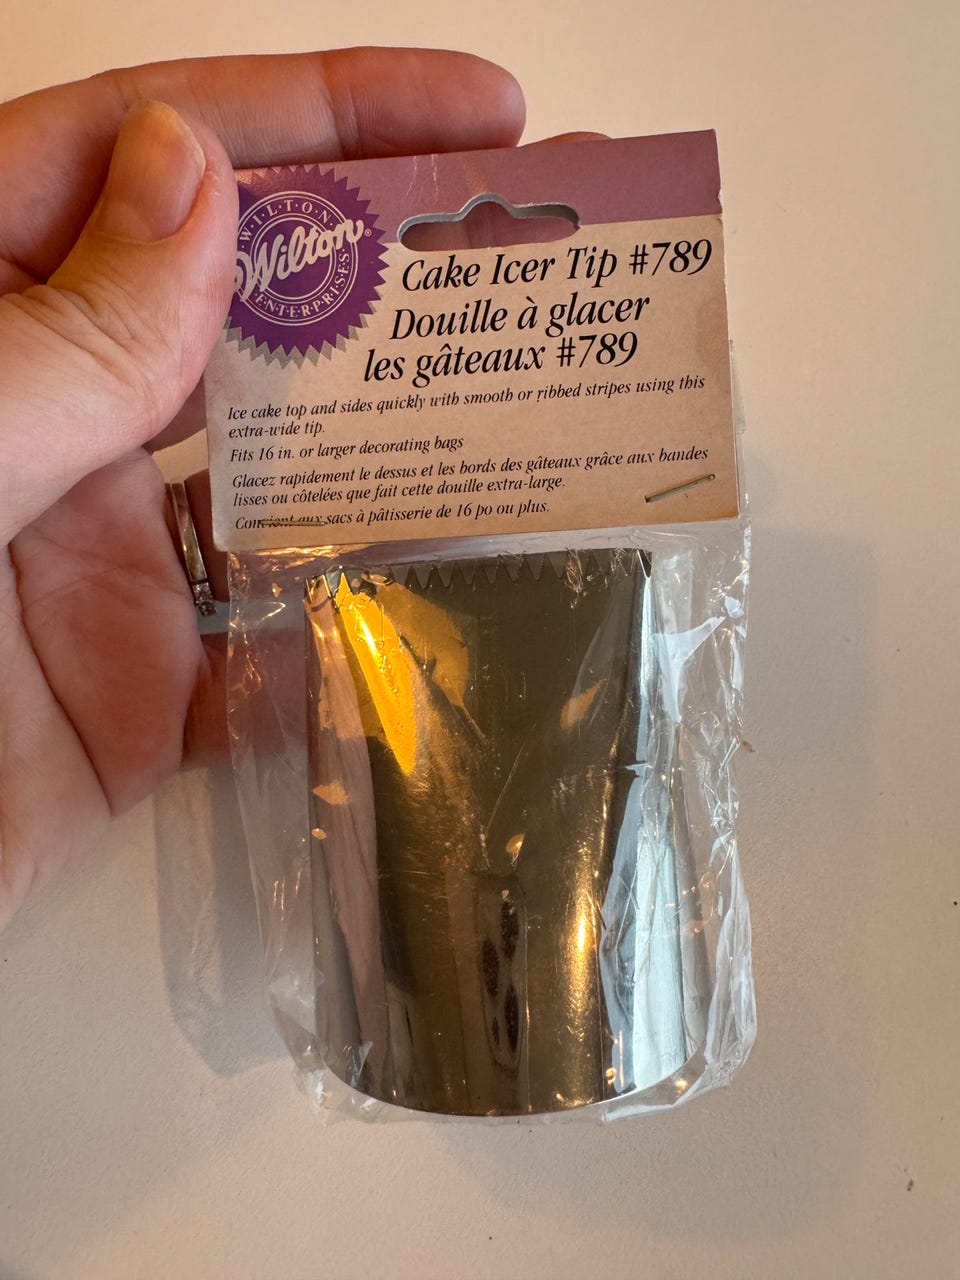 W·I·L·T·O·N
Wilton®
E·N·T·E·R·P·R·I·S·E·S
Cake Icer Tip #789
Douille à glacer
les gâteaux #789
Ice cake top and sides quickly with smooth or ribbed stripes using this
extra-wide tip.
Fits 16 in. or larger decorating bags
Glacez rapidement le dessus et les bords des gâteaux grâce aux bandes
lisses ou côtelées que fait cette douille extra-large.
Convient aux sacs à pâtisserie de 16 po ou plus.